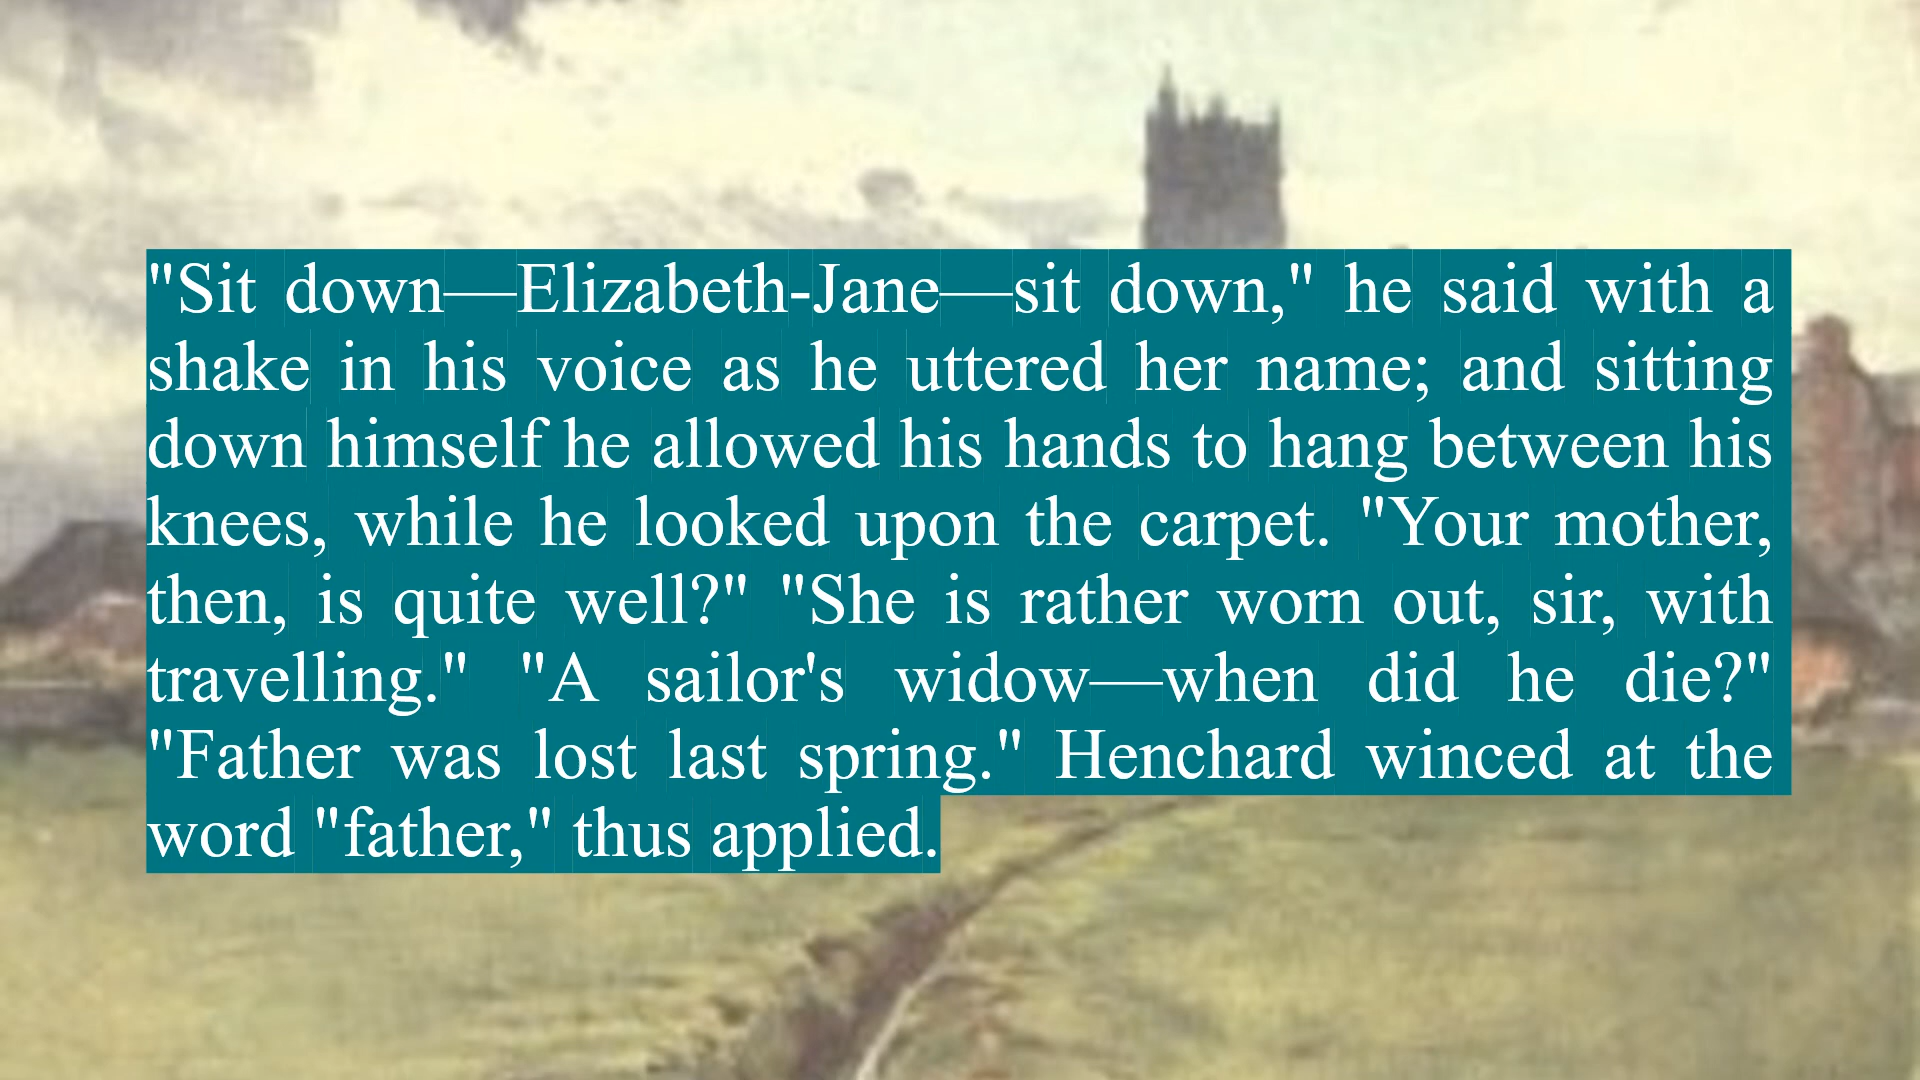 "Sit down—Elizabeth-Jane—sit down," he said with a
shake in his voice as he uttered her name; and sitting
down himself he allowed his hands to hang between his
knees, while he looked upon the carpet. "Your mother,
then, is quite well?" "She is rather worn out, sir, with
travelling." "A sailor's widow—when did he die?"
"Father was lost last spring." Henchard winced at the
word "father," thus applied.